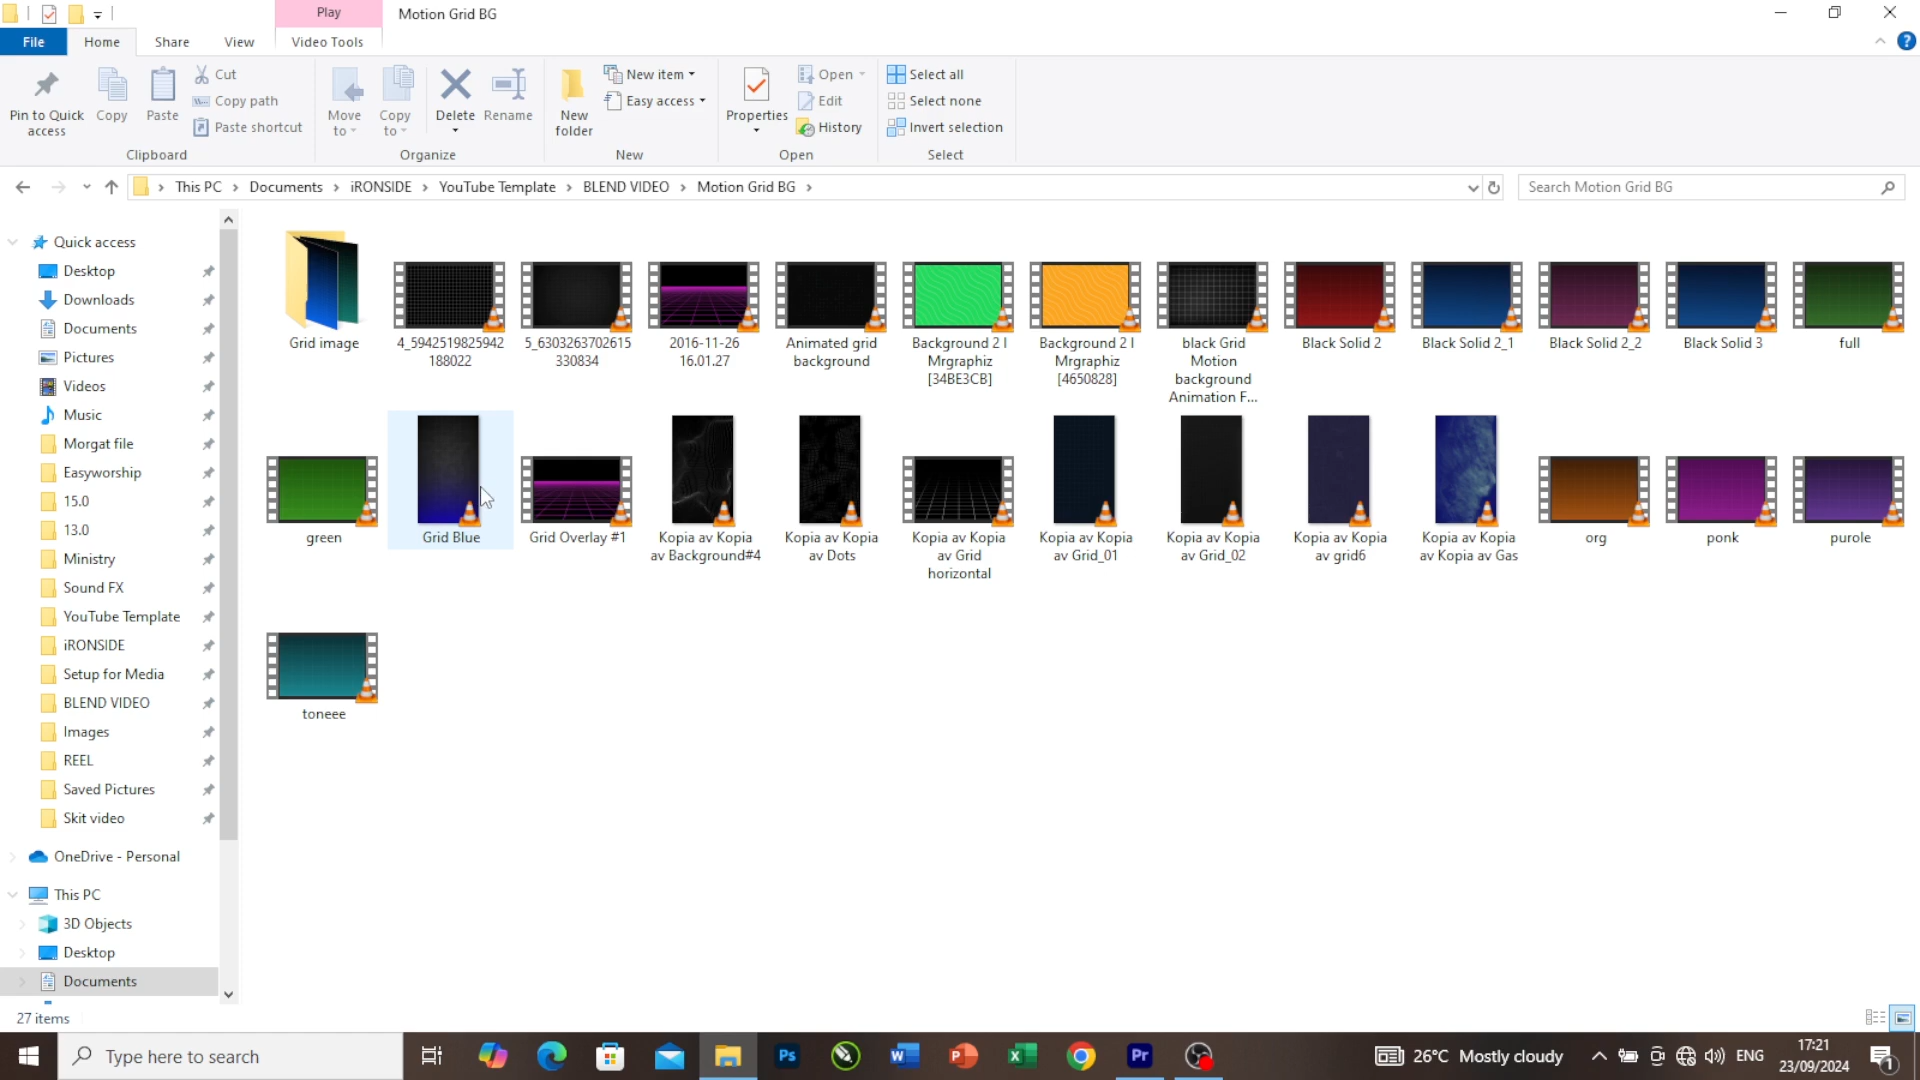 Play
Motion Grid BG
File
Home
Share
View
Video Tools
Pin to Quick access
Copy
Paste
Cut
Copy path
Paste shortcut
Clipboard
Move to
Copy to
Delete
Rename
Organize
New folder
New item
Easy access
New
Properties
Open
Edit
History
Open
Select all
Select none
Invert selection
Select
This PC > Documents > iRONSIDE > YouTube Template > BLEND VIDEO > Motion Grid BG >
Search Motion Grid BG
Quick access
Desktop
Downloads
Documents
Pictures
Videos
Music
Morgat file
Easyworship
15.0
13.0
Ministry
Sound FX
YouTube Template
iRONSIDE
Setup for Media
BLEND VIDEO
Images
REEL
Saved Pictures
Skit video
OneDrive - Personal
This PC
3D Objects
Desktop
Documents
Grid image
4_5942519825942
188022
5_6303263702615
330834
2016-11-26
16.01.27
Animated grid
background
Background 2 l
Mrgraphiz
[34BE3CB]
Background 2 l
Mrgraphiz
[4650828]
black Grid
Motion
background
Animation F...
Black Solid 2
Black Solid 2_1
Black Solid 2_2
Black Solid 3
full
green
Grid Blue
Grid Overlay #1
Kopia av Kopia
av Background#4
Kopia av Kopia
av Dots
Kopia av Kopia
av Grid
horizontal
Kopia av Kopia
av Grid_01
Kopia av Kopia
av Grid_02
Kopia av Kopia
av grid6
Kopia av Kopia
av Kopia av Gas
org
ponk
purole
toneee
27 items
Type here to search
Ps
Pr
26°C Mostly cloudy
ENG
17:21
23/09/2024
1